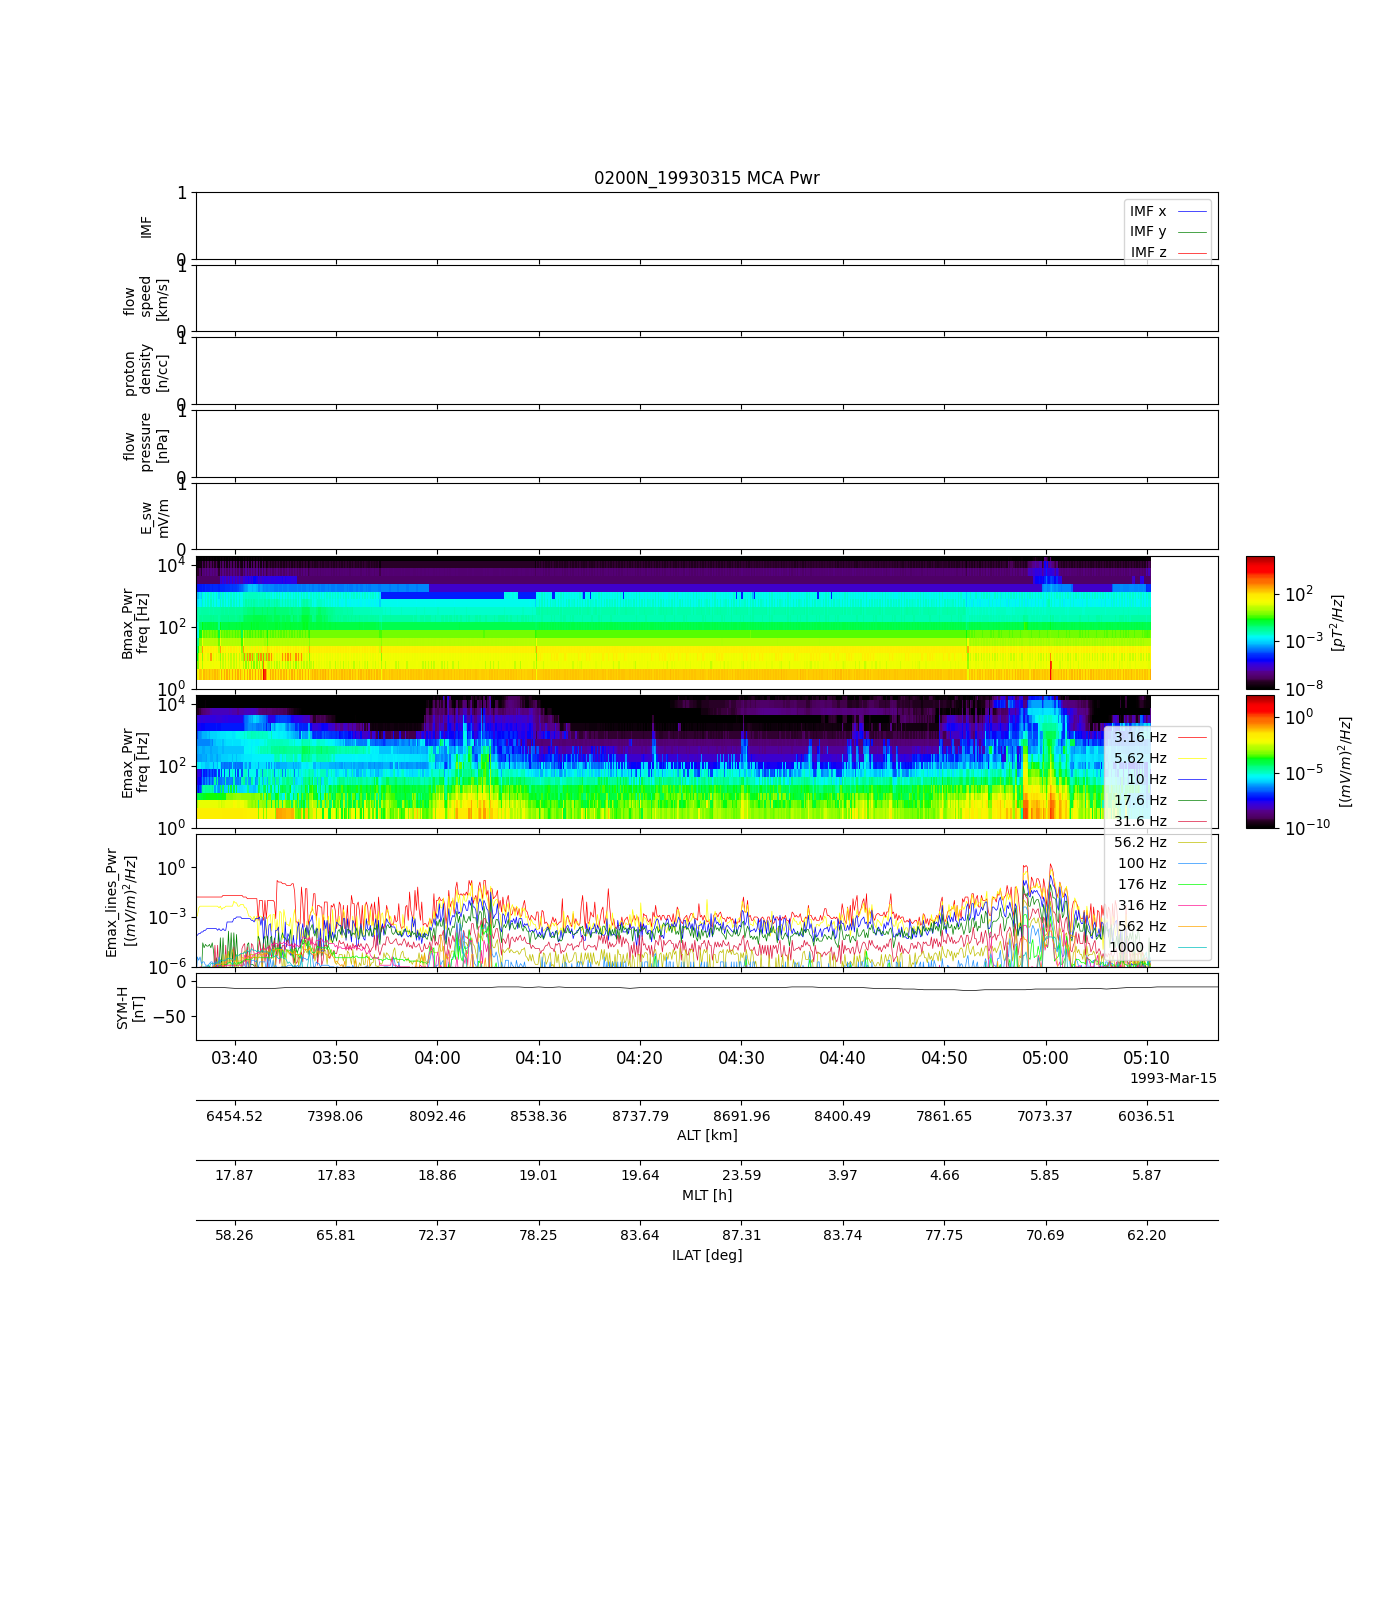 0200N_19930315 MCA Pwr
1
IMF
0
IMF x
IMF y
IMF z
1
flow
speed
[km/s]
0
1
proton
density
[n/cc]
0
1
flow
pressure
[nPa]
0
1
E_sw
mV/m
0
10^4
10^2
10^0
Bmax_Pwr
freq [Hz]
10^2
10^-3
10^-8
[pT^2/Hz]
10^4
10^2
10^0
Emax_Pwr
freq [Hz]
10^0
10^-5
10^-10
[(mV/m)^2/Hz]
3.16 Hz
5.62 Hz
10 Hz
17.6 Hz
31.6 Hz
56.2 Hz
100 Hz
176 Hz
316 Hz
562 Hz
1000 Hz
10^0
10^-3
10^-6
Emax_lines_Pwr
[(mV/m)^2/Hz]
0
−50
SYM-H
[nT]
03:40 03:50 04:00 04:10 04:20 04:30 04:40 04:50 05:00 05:10
1993-Mar-15
6454.52 7398.06 8092.46 8538.36 8737.79 8691.96 8400.49 7861.65 7073.37 6036.51
ALT [km]
17.87 17.83 18.86 19.01 19.64 23.59 3.97 4.66 5.85 5.87
MLT [h]
58.26 65.81 72.37 78.25 83.64 87.31 83.74 77.75 70.69 62.20
ILAT [deg]